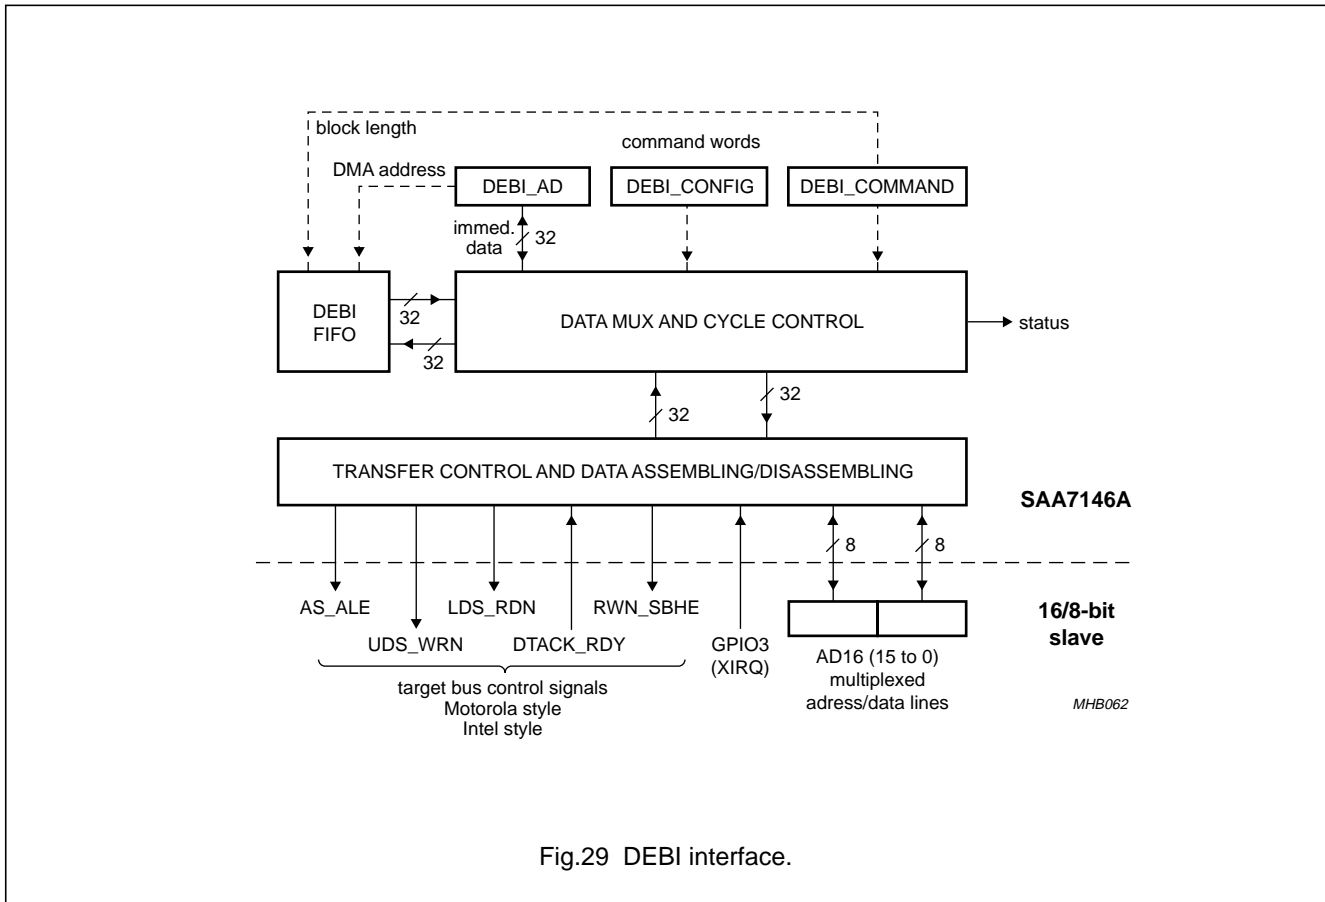 block length
command words
DMA address
DEBI_AD
DEBI_CONFIG
DEBI_COMMAND
immed.
data
32
DEBI
FIFO
32
32
DATA MUX AND CYCLE CONTROL
status
32
32
TRANSFER CONTROL AND DATA ASSEMBLING/DISASSEMBLING
SAA7146A
8
8
AS_ALE
LDS_RDN
RWN_SBHE
16/8-bit
slave
UDS_WRN
DTACK_RDY
GPIO3
(XIRQ)
AD16 (15 to 0)
multiplexed
adress/data lines
target bus control signals
Motorola style
Intel style
MHB062
Fig.29 DEBI interface.